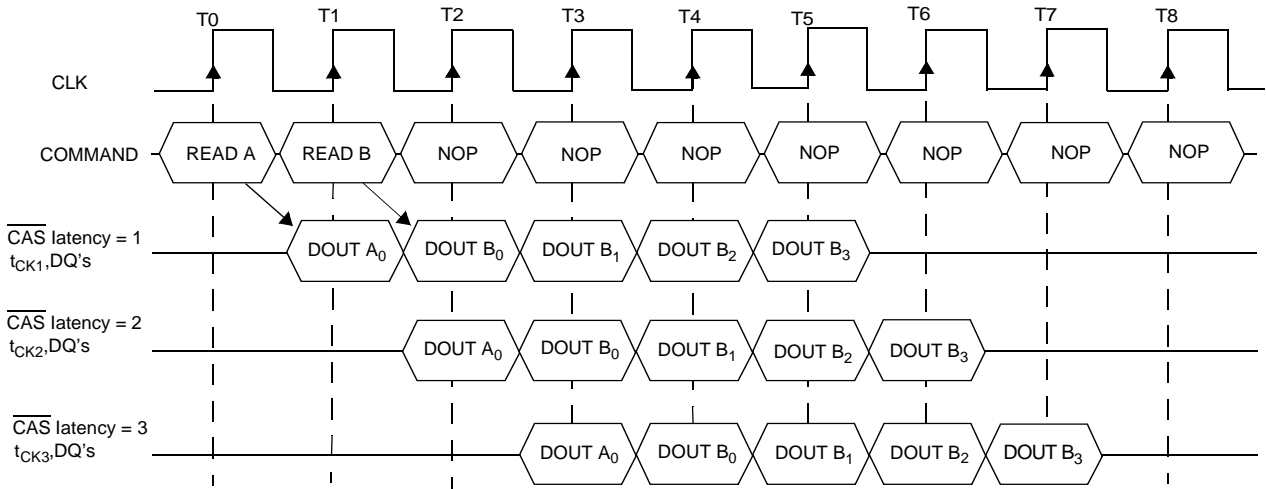 T0 T1 T2 T3 T4 T5 T6 T7 T8
CLK
COMMAND READ A READ B NOP NOP NOP NOP NOP NOP NOP
CAS latency = 1
tCK1,DQ's DOUT A0 DOUT B0 DOUT B1 DOUT B2 DOUT B3
CAS latency = 2
tCK2,DQ's DOUT A0 DOUT B0 DOUT B1 DOUT B2 DOUT B3
CAS latency = 3
tCK3,DQ's DOUT A0 DOUT B0 DOUT B1 DOUT B2 DOUT B3